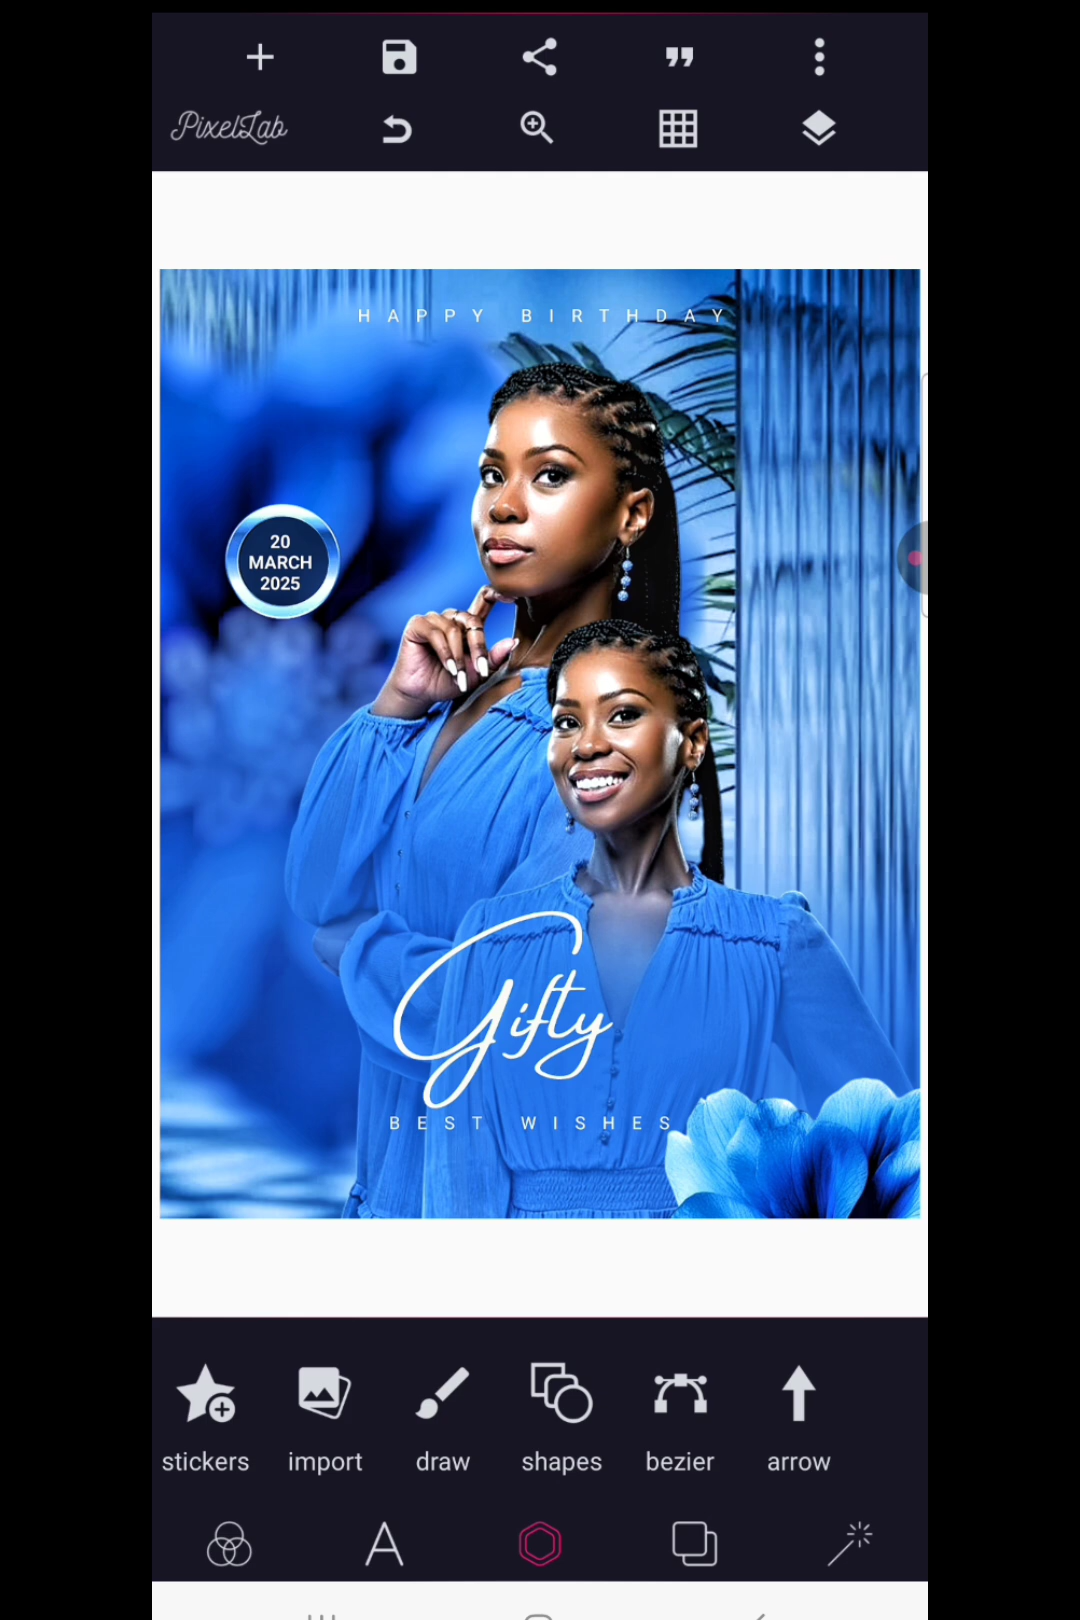 PixelLab
HAPPY BIRTHDAY
20
MARCH
2025
Gifty
BEST WISHES
stickers import draw shapes bezier arrow